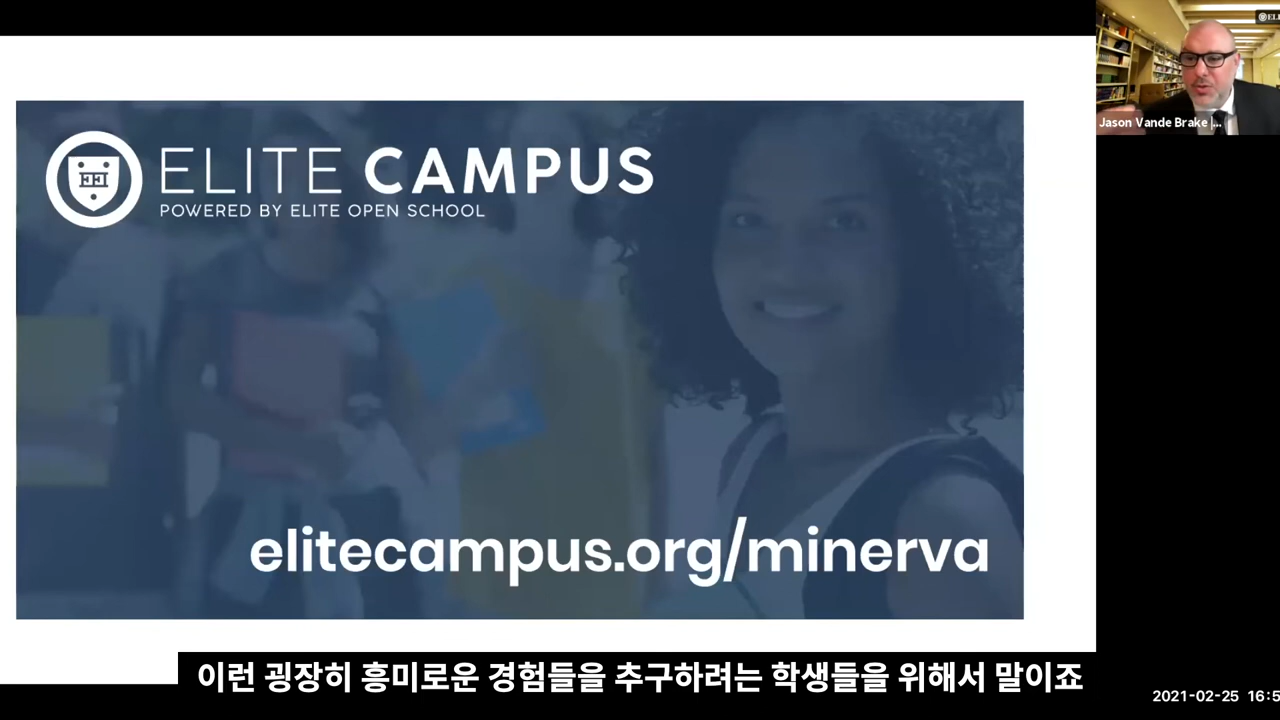 ELITE CAMPUS
POWERED BY ELITE OPEN SCHOOL
Jason Vande Brake |...
elitecampus.org/minerva
이런 굉장히 흥미로운 경험들을 추구하려는 학생들을 위해서 말이죠
2021-02-25 16:5